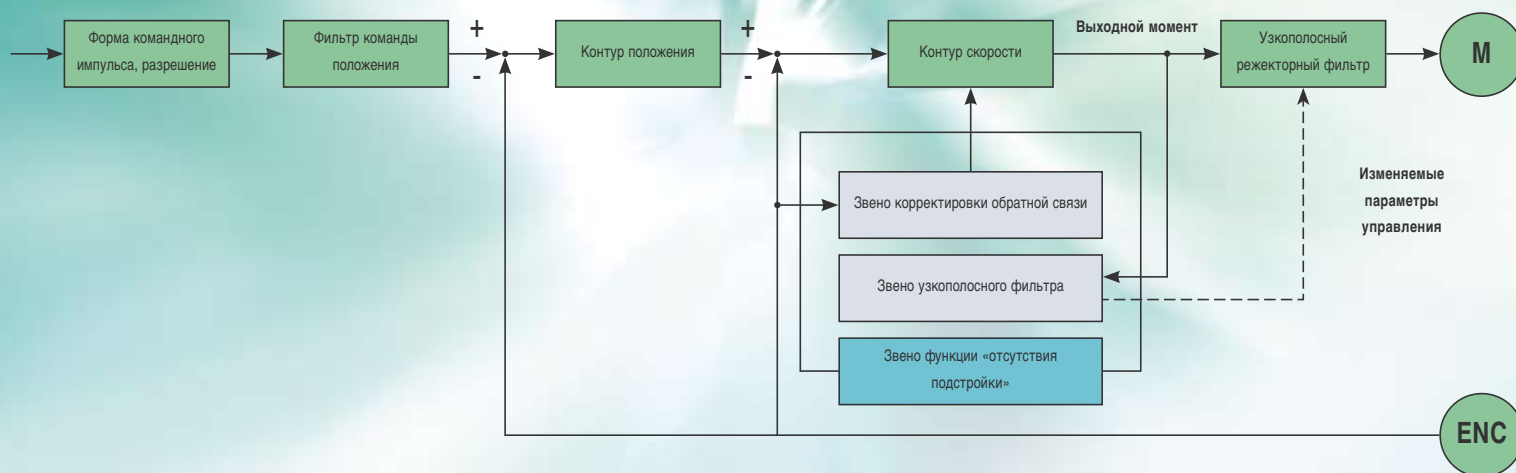 Форма командного
импульса, разрешение
Фильтр команды
положения
+
-
Контур положения
+
-
Контур скорости
Выходной момент
Узкополосный
режекторный фильтр
M
Звено корректировки обратной связи
Изменяемые
параметры
управления
Звено узкополосного фильтра
Звено функции «отсутствия
подстройки»
ENC